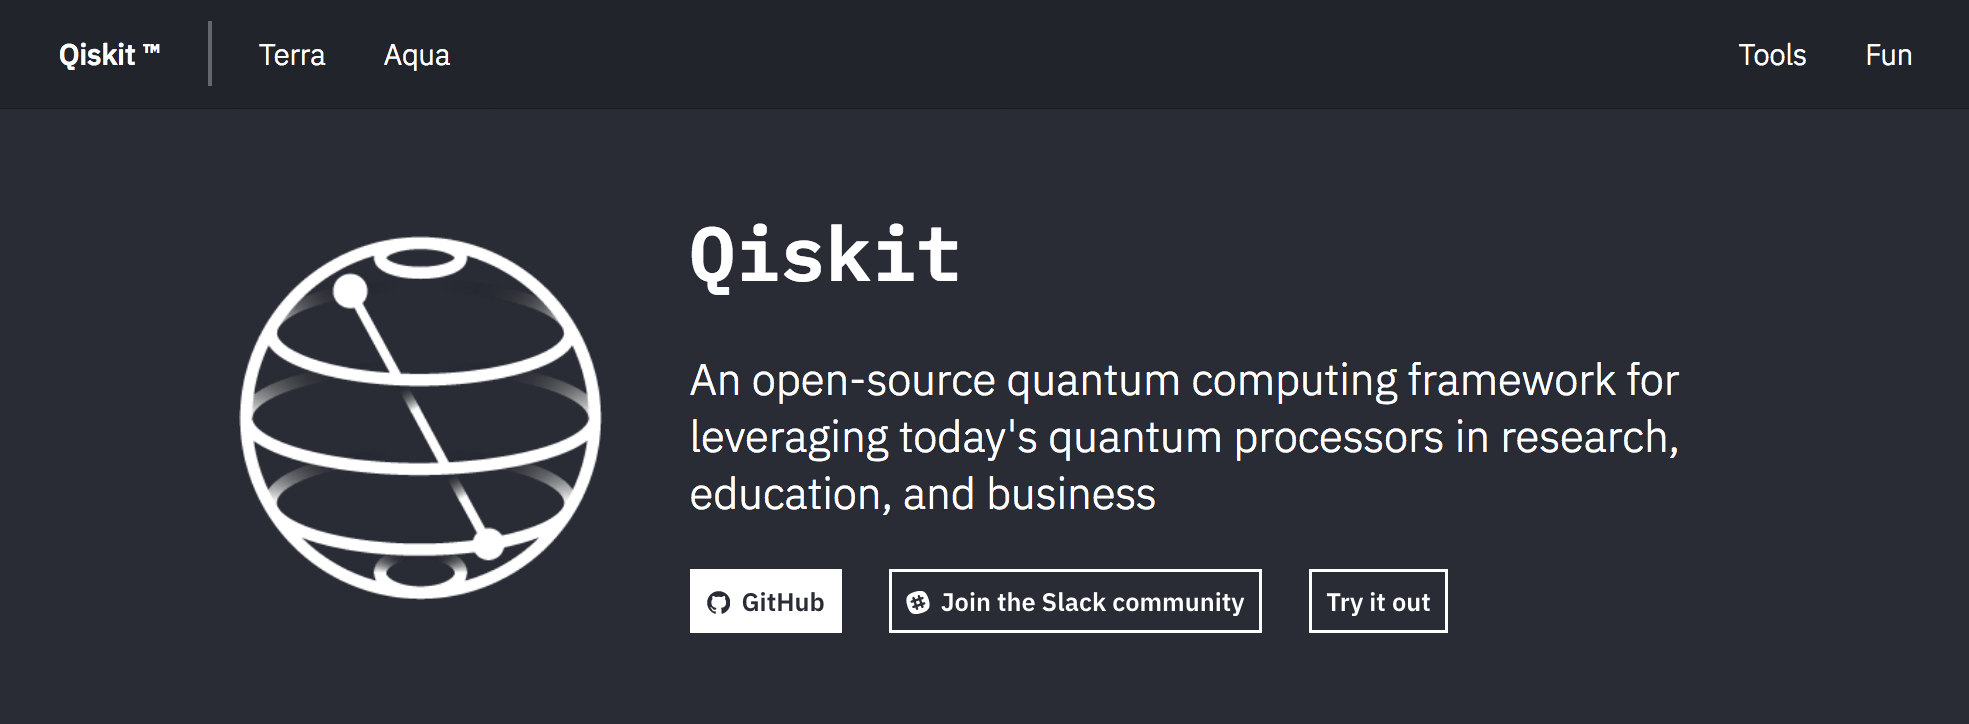 Qiskit ™ Terra Aqua Tools Fun
Qiskit
An open-source quantum computing framework for
leveraging today's quantum processors in research,
education, and business
GitHub Join the Slack community Try it out